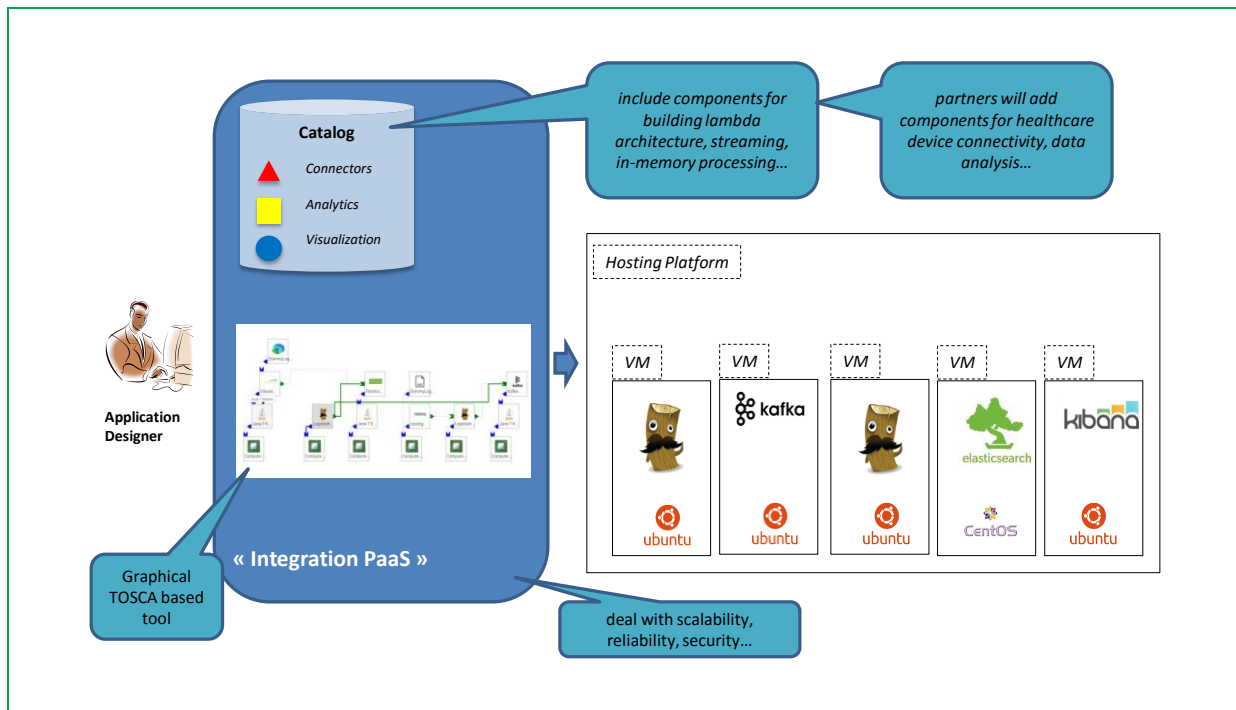 include components for
building lambda
architecture, streaming,
in-memory processing…
partners will add
components for healthcare
device connectivity, data
analysis…
Catalog
Connectors
Analytics
Visualization
Hosting Platform
Application
Designer
VM
VM
VM
VM
VM
kafka
elasticsearch
kibana
ubuntu
ubuntu
ubuntu
CentOS
ubuntu
« Integration PaaS »
Graphical
TOSCA based
tool
deal with scalability,
reliability, security…